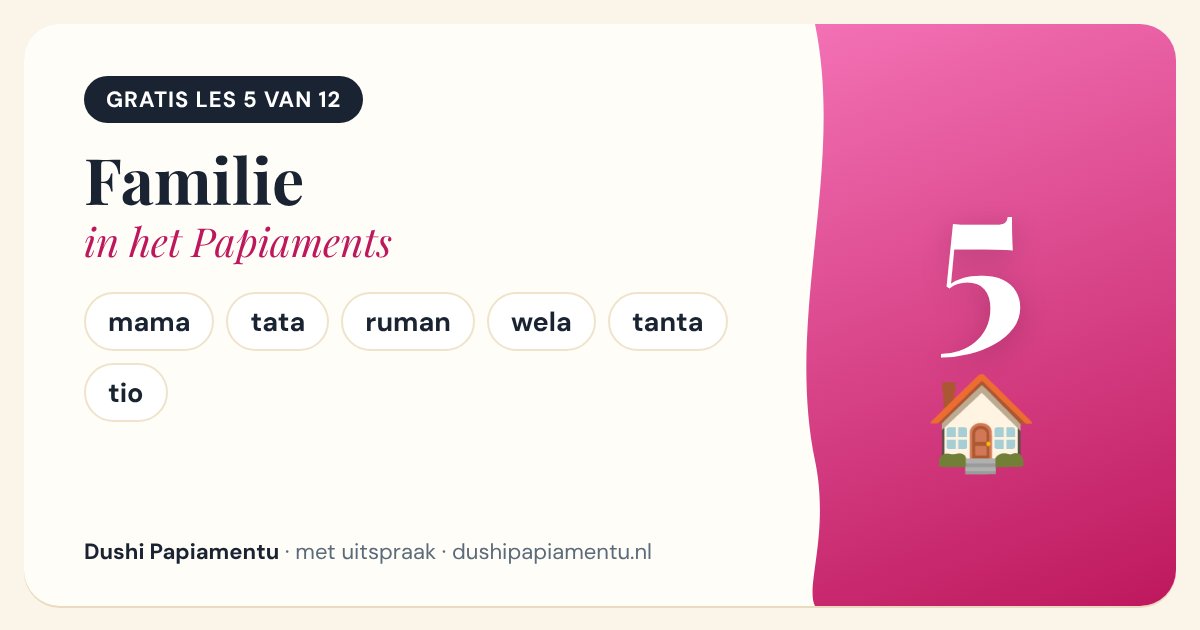 GRATIS LES 5 VAN 12
Familie
in het Papiaments
mama tata ruman wela tanta
tio
Dushi Papiamentu · met uitspraak · dushipapiamentu.nl
5